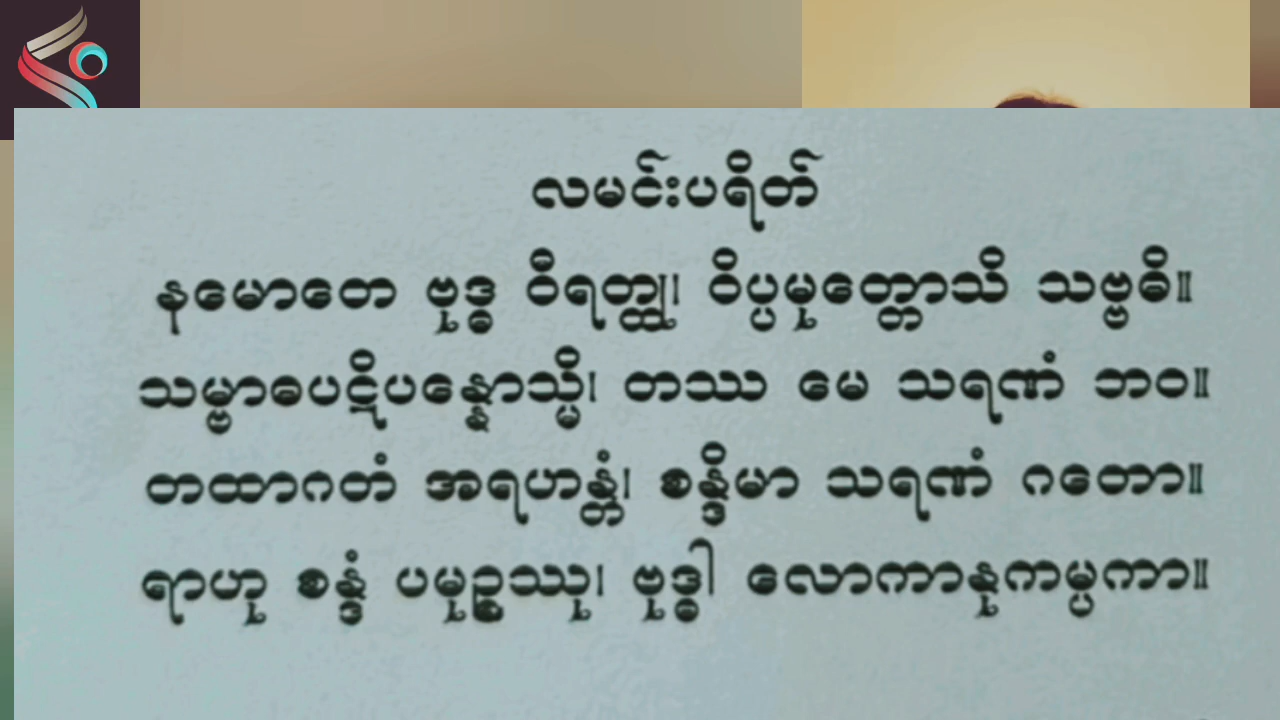 လမင်းပရိတ်
နမောတေ ဗုဒ္ဓ ဝီရတ္ထု၊ ဝိပ္ပမုတ္တောသိ သဗ္ဗဓိ။
သမ္ဗာဓပဋိပန္နောသ္မိ၊ တဿ မေ သရဏံ ဘဝ။
တထာဂတံ အရဟန္တံ၊ စန္ဒိမာ သရဏံ ဂတော။
ရာဟု စန္ဒံ ပမုဉ္စဿု၊ ဗုဒ္ဓါ လောကာနုကမ္ပကာ။